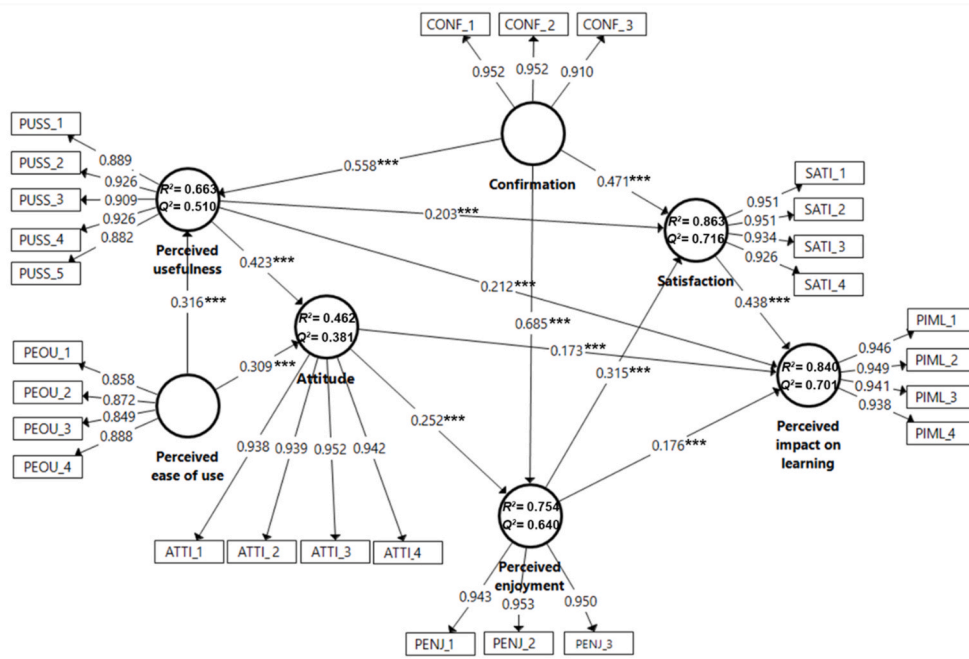 CONF_1
CONF_2
CONF_3
0.952
0.952
0.910
Confirmation
0.558***
0.471***
0.685***
PUSS_1
PUSS_2
PUSS_3
PUSS_4
PUSS_5
0.889
0.926
0.909
0.926
0.882
R²= 0.663
Q²= 0.510
Perceived
usefulness
0.203***
0.212***
0.423***
0.316***
SATI_1
SATI_2
SATI_3
SATI_4
0.951
0.951
0.934
0.926
R²= 0.863
Q²= 0.716
Satisfaction
0.438***
R²= 0.462
Q²= 0.381
Attitude
0.309***
0.173***
0.252***
0.315***
0.176***
PEOU_1
PEOU_2
PEOU_3
PEOU_4
0.858
0.872
0.849
0.888
Perceived
ease of use
0.938
0.939
0.952
0.942
ATTI_1
ATTI_2
ATTI_3
ATTI_4
R²= 0.840
Q²= 0.701
Perceived
impact on
learning
0.946
0.949
0.941
0.938
PIML_1
PIML_2
PIML_3
PIML_4
R²= 0.754
Q²= 0.640
Perceived
enjoyment
0.943
0.953
0.950
PENJ_1
PENJ_2
PENJ_3